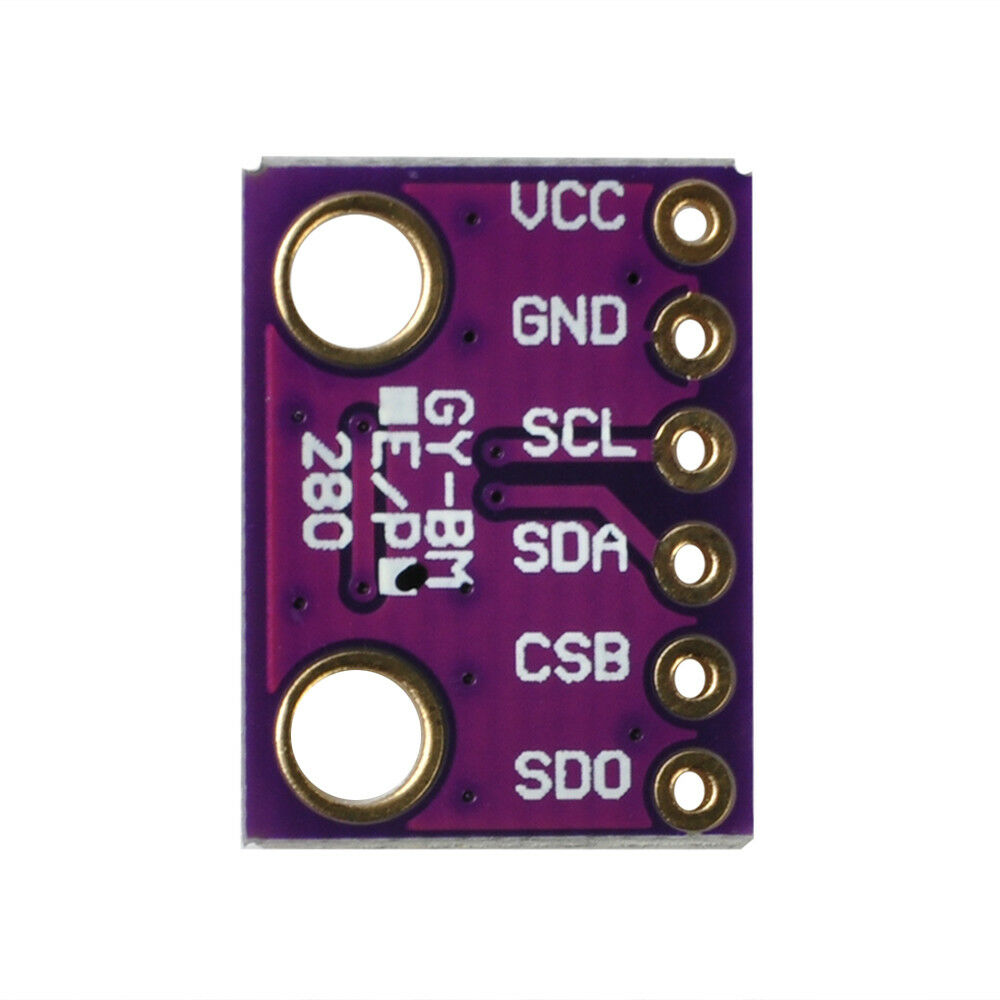 VCC
GND
SCL
SDA
CSB
SDO
GY-BM
E/P
280